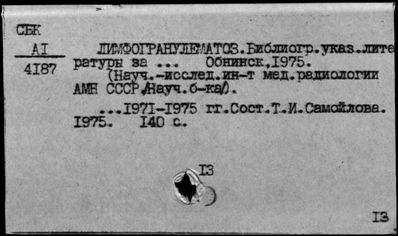 СБК
А1 ЛИМФОГРАНУЛЕМАТОЗ.Библиогр.указ.лите
4187 ратуры за ... Обнинск,1975.
(Науч.-исслед.ин-т мед.радиологии
АМН СССР./Науч.б-ка/).
...1971-1975 гг.Сост.Т.И.Самойлова.
1975. 140 с.
13
13